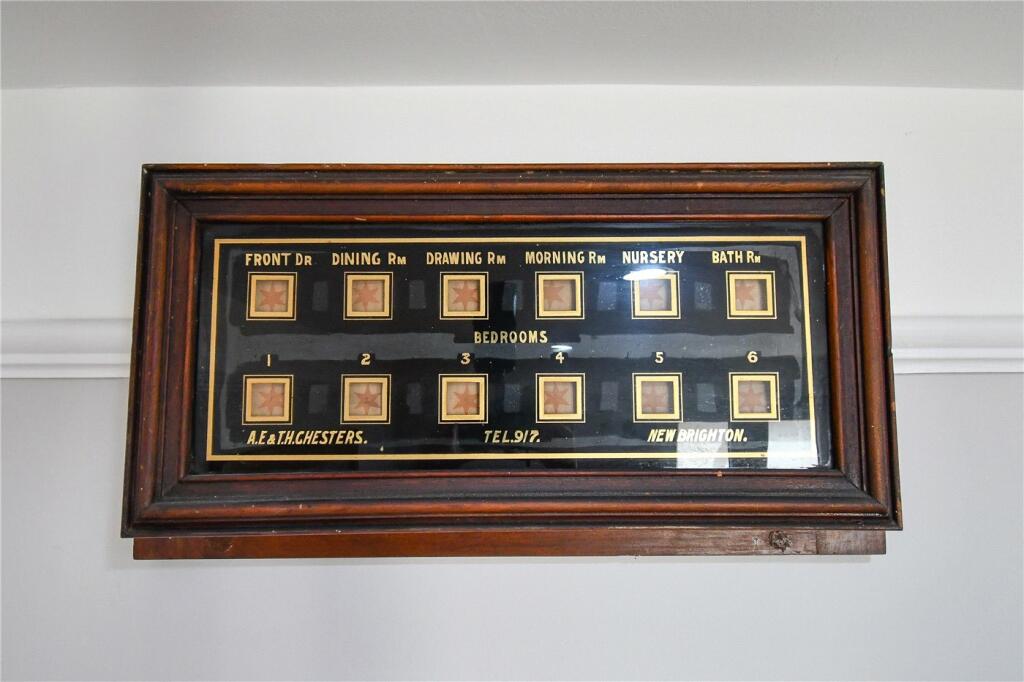 FRONT DR DINING RM DRAWING RM MORNING RM NURSERY BATH RM
BEDROOMS
1 2 3 4 5 6
A.E & T.H. CHESTERS. TEL. 917. NEW BRIGHTON.